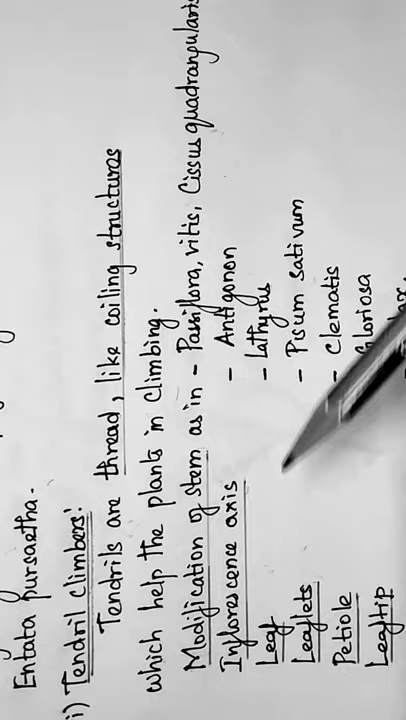 Entata pursaetha.
i) Tendril climbers:
Tendrils are thread, like coiling structures
which help the plants in climbing.
Modification of stem as in - Passiflora, vitis, Cissus quadrangularis
Inflorescence axis - Antigonon
Leaf - Lathyrus
Leaflets - Pisum sativum
Petiole - Clematis
Leaftip Gloriosa